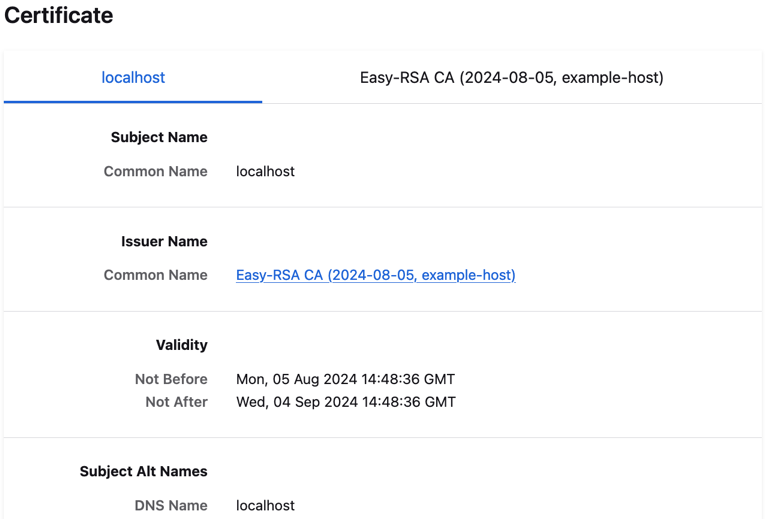 Certificate
localhost Easy-RSA CA (2024-08-05, example-host)
Subject Name
Common Name localhost
Issuer Name
Common Name Easy-RSA CA (2024-08-05, example-host)
Validity
Not Before Mon, 05 Aug 2024 14:48:36 GMT
Not After Wed, 04 Sep 2024 14:48:36 GMT
Subject Alt Names
DNS Name localhost